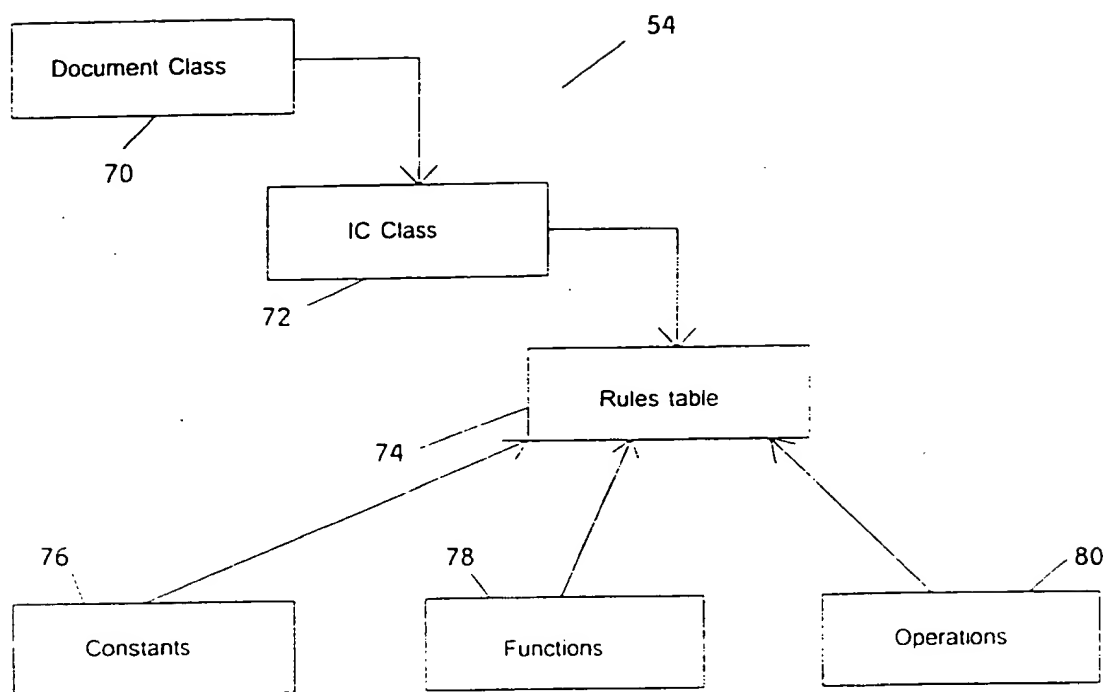 54
Document Class
70
IC Class
72
Rules table
74
76
78
80
Constants
Functions
Operations